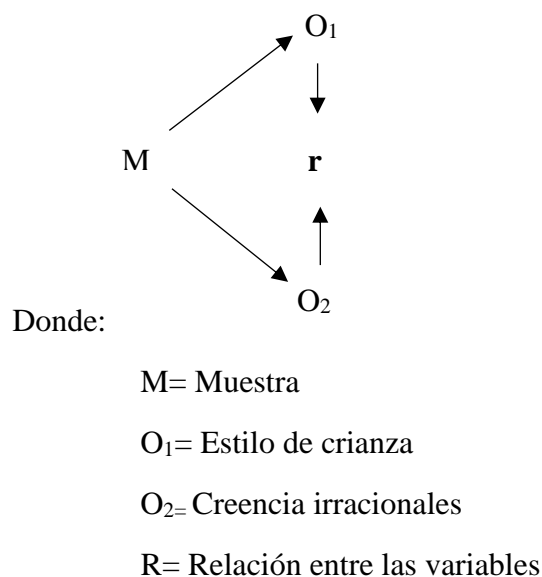 O₁
M r
O₂
Donde:
M= Muestra
O₁= Estilo de crianza
O₂= Creencia irracionales
R= Relación entre las variables